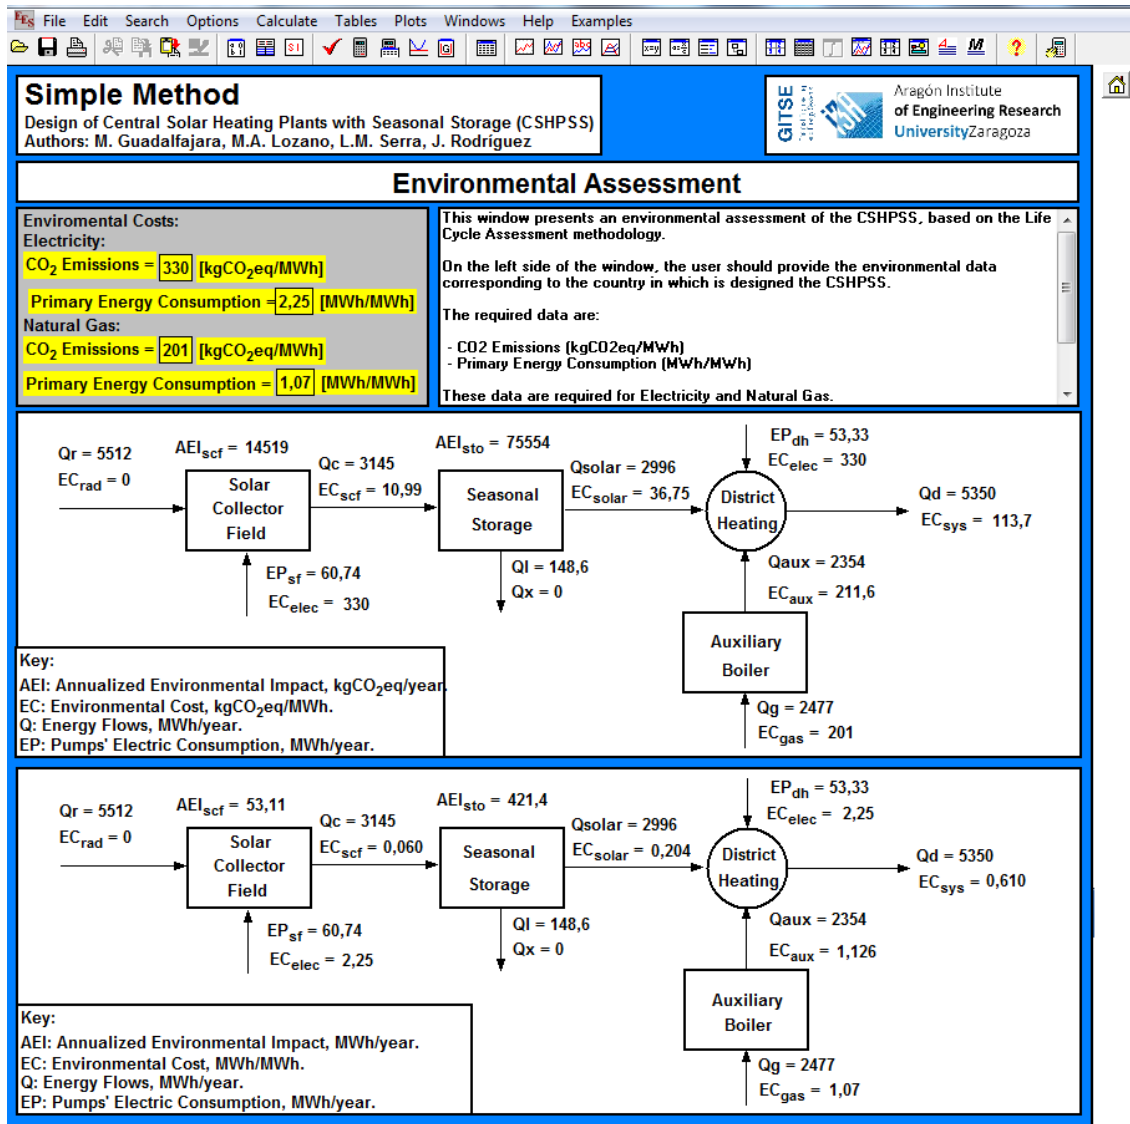 EEs File Edit Search Options Calculate Tables Plots Windows Help Examples
Simple Method
Design of Central Solar Heating Plants with Seasonal Storage (CSHPSS)
Authors: M. Guadalfajara, M.A. Lozano, L.M. Serra, J. Rodríguez
GITSE
Aragón Institute
of Engineering Research
UniversityZaragoza
Environmental Assessment
Enviromental Costs:
Electricity:
CO2 Emissions = 330 [kgCO2eq/MWh]
Primary Energy Consumption = 2,25 [MWh/MWh]
Natural Gas:
CO2 Emissions = 201 [kgCO2eq/MWh]
Primary Energy Consumption = 1,07 [MWh/MWh]
This window presents an environmental assessment of the CSHPSS, based on the Life
Cycle Assessment methodology.
On the left side of the window, the user should provide the environmental data
corresponding to the country in which is designed the CSHPSS.
The required data are:
- CO2 Emissions (kgCO2eq/MWh)
- Primary Energy Consumption (MWh/MWh)
These data are required for Electricity and Natural Gas.
Qr = 5512
ECrad = 0
AEIscf = 14519
Solar
Collector
Field
EPsf = 60,74
ECelec = 330
Qc = 3145
ECscf = 10,99
AEIsto = 75554
Seasonal
Storage
Ql = 148,6
Qx = 0
Qsolar = 2996
ECsolar = 36,75
EPdh = 53,33
ECelec = 330
District
Heating
Qd = 5350
ECsys = 113,7
Qaux = 2354
ECaux = 211,6
Auxiliary
Boiler
Qg = 2477
ECgas = 201
Key:
AEI: Annualized Environmental Impact, kgCO2eq/year.
EC: Environmental Cost, kgCO2eq/MWh.
Q: Energy Flows, MWh/year.
EP: Pumps' Electric Consumption, MWh/year.
Qr = 5512
ECrad = 0
AEIscf = 53,11
Solar
Collector
Field
EPsf = 60,74
ECelec = 2,25
Qc = 3145
ECscf = 0,060
AEIsto = 421,4
Seasonal
Storage
Ql = 148,6
Qx = 0
Qsolar = 2996
ECsolar = 0,204
EPdh = 53,33
ECelec = 2,25
District
Heating
Qd = 5350
ECsys = 0,610
Qaux = 2354
ECaux = 1,126
Auxiliary
Boiler
Qg = 2477
ECgas = 1,07
Key:
AEI: Annualized Environmental Impact, MWh/year.
EC: Environmental Cost, MWh/MWh.
Q: Energy Flows, MWh/year.
EP: Pumps' Electric Consumption, MWh/year.